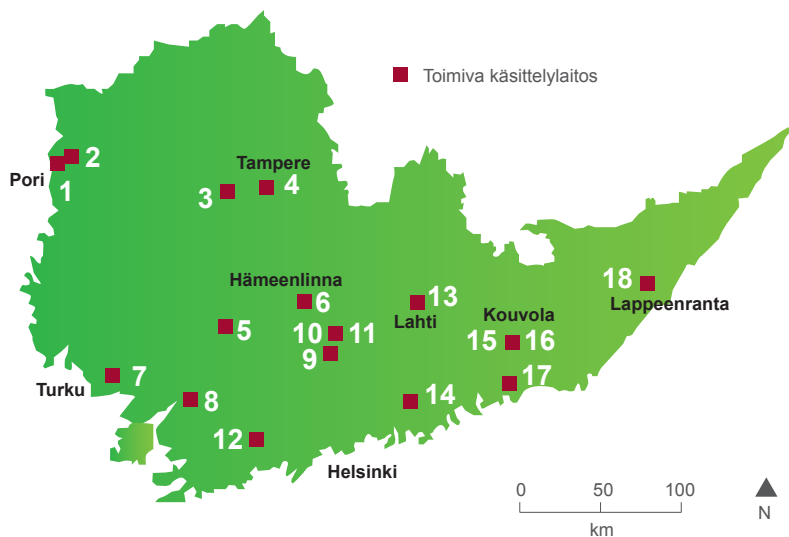 Toimiva käsittelylaitos
2
Pori
1
Tampere
3
4
Hämeenlinna
6
5
10
11
9
13
Lahti
Kouvola
15
16
18
Lappeenranta
7
Turku
8
17
14
12
Helsinki
0 50 100
km
N